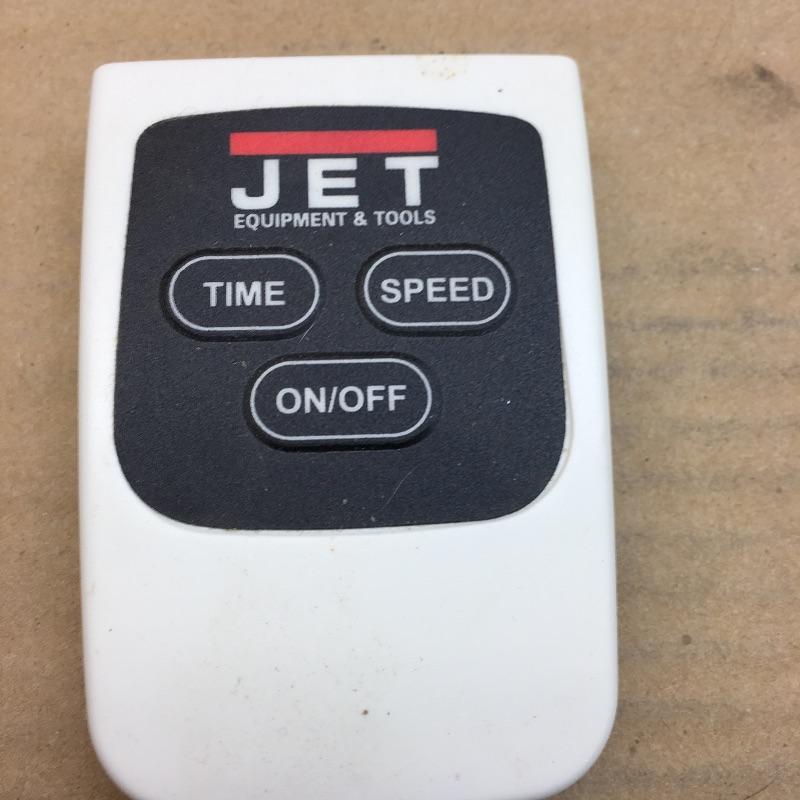 JET
EQUIPMENT & TOOLS
TIME SPEED
ON/OFF